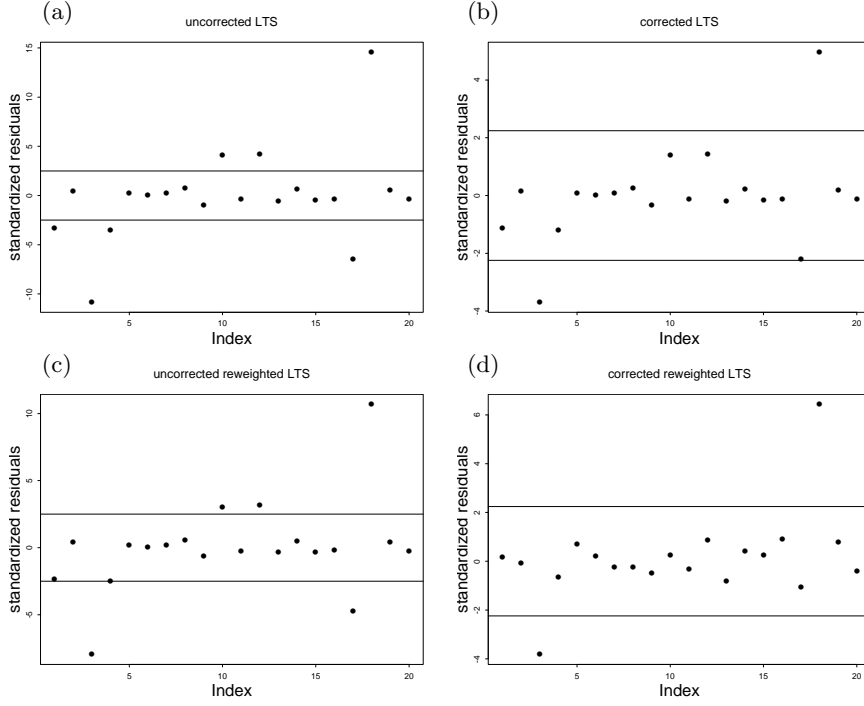 (a)
uncorrected LTS
standardized residuals
15
10
5
0
-5
-10
5
10
15
20
Index
(b)
corrected LTS
standardized residuals
4
2
0
-2
-4
5
10
15
20
Index
(c)
uncorrected reweighted LTS
standardized residuals
10
5
0
-5
5
10
15
20
Index
(d)
corrected reweighted LTS
standardized residuals
6
4
2
0
-2
-4
5
10
15
20
Index